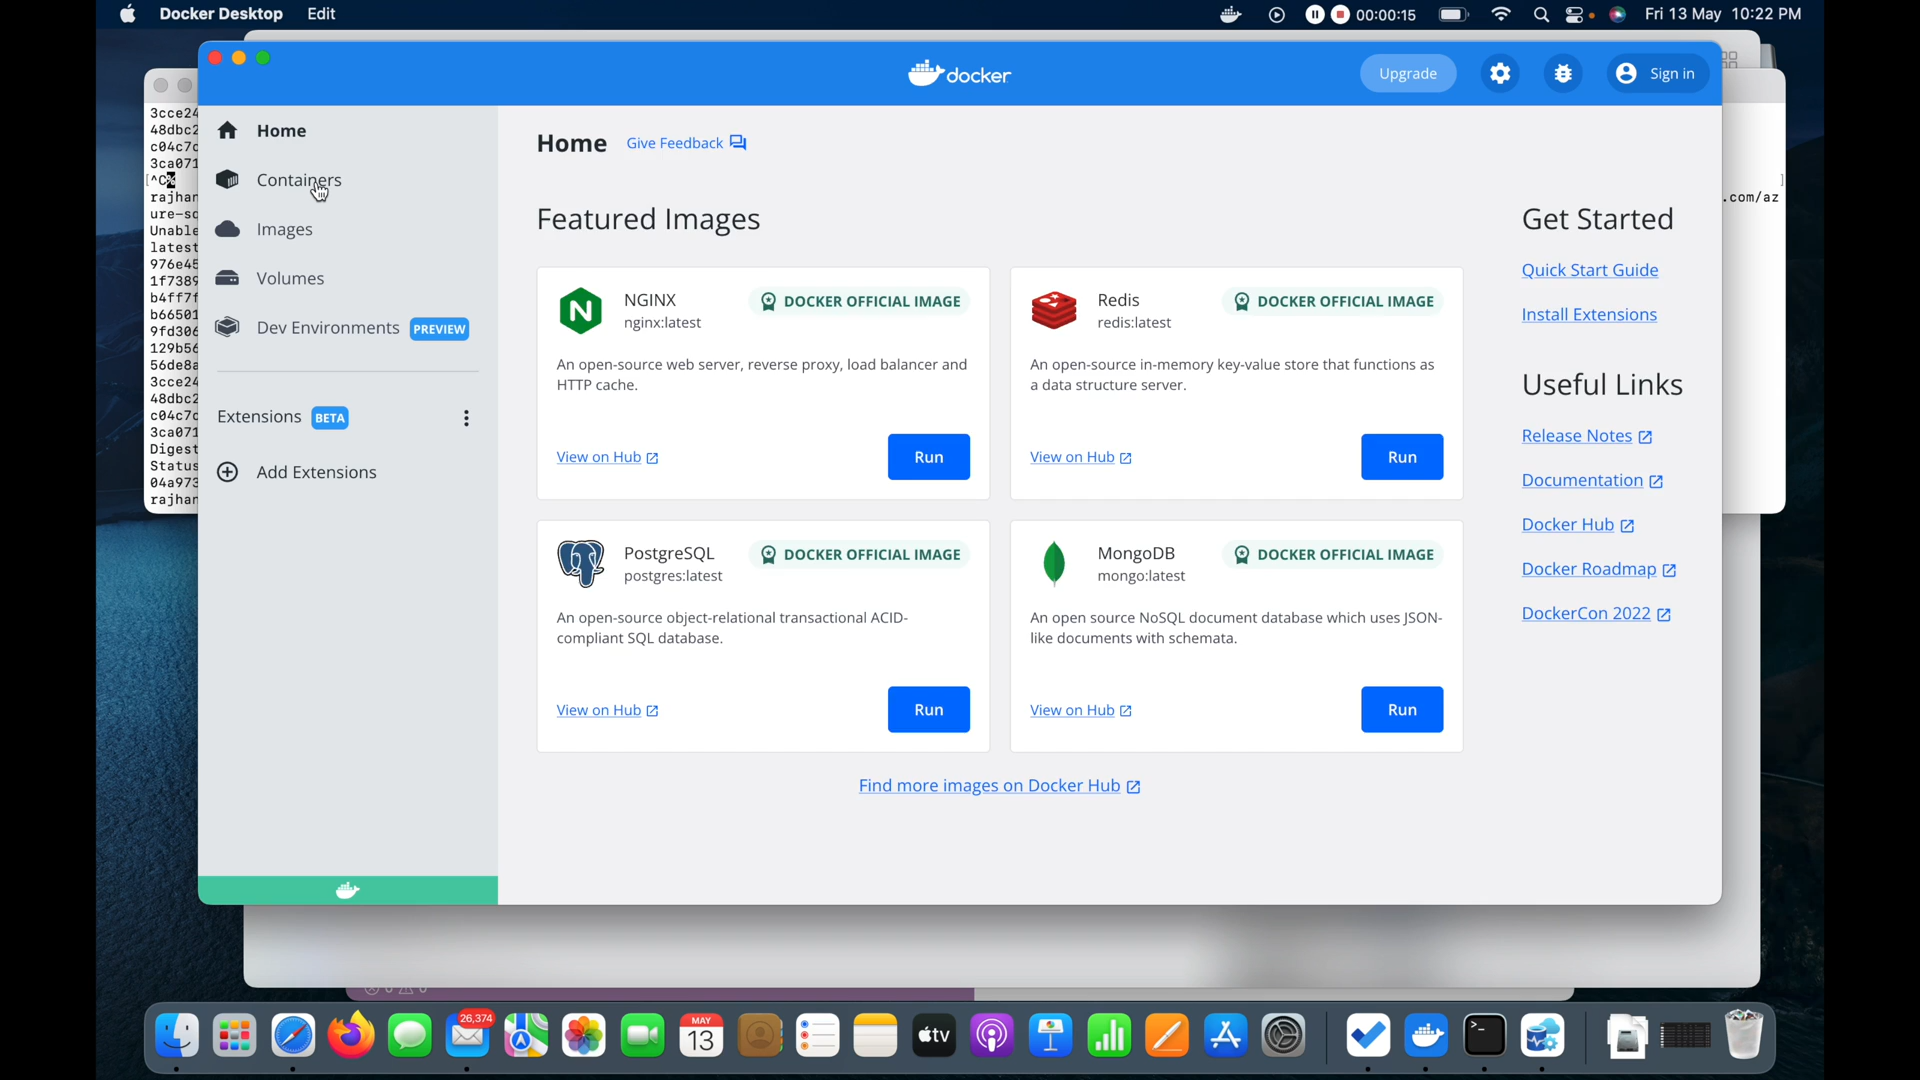 Docker Desktop Edit
00:00:15
Fri 13 May 10:22 PM
docker
Upgrade
Sign in
3cce24
48dbc2
c04c7c
3ca071
^C%
rajhan
ure-sq
Unable
latest
976e45
1f7389
b4ff7f
b66501
9fd306
129b56
56de8a
3cce24
48dbc2
c04c7c
3ca071
Digest
Status
04a973
rajhan
.com/az
Home
Containers
Images
Volumes
Dev Environments PREVIEW
Extensions BETA
Add Extensions
Home Give Feedback
Featured Images
NGINX
nginx:latest
DOCKER OFFICIAL IMAGE
An open-source web server, reverse proxy, load balancer and
HTTP cache.
View on Hub
Run
Redis
redis:latest
DOCKER OFFICIAL IMAGE
An open-source in-memory key-value store that functions as
a data structure server.
View on Hub
Run
PostgreSQL
postgres:latest
DOCKER OFFICIAL IMAGE
An open-source object-relational transactional ACID-
compliant SQL database.
View on Hub
Run
MongoDB
mongo:latest
DOCKER OFFICIAL IMAGE
An open source NoSQL document database which uses JSON-
like documents with schemata.
View on Hub
Run
Find more images on Docker Hub
Get Started
Quick Start Guide
Install Extensions
Useful Links
Release Notes
Documentation
Docker Hub
Docker Roadmap
DockerCon 2022
26,374
MAY
13
tv